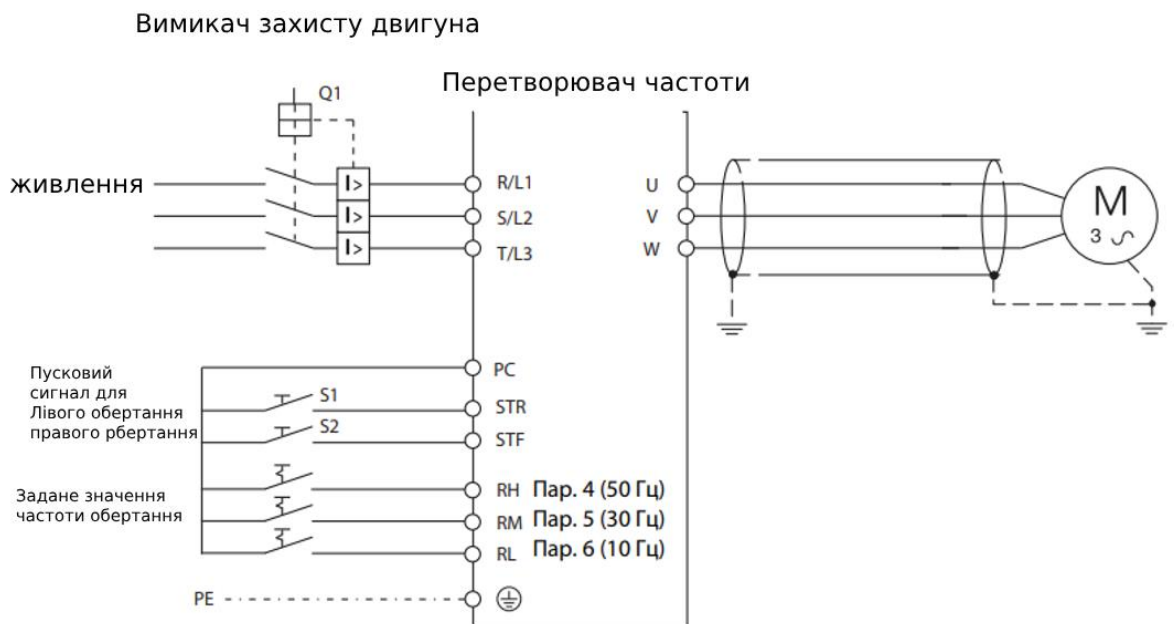 Вимикач захисту двигуна
Перетворювач частоти
Q1
живлення
I>
I>
I>
R/L1
S/L2
T/L3
U
V
W
M
3
Пусковий
сигнал для
Лівого обертання
правого рбертання
S1
S2
PC
STR
STF
Задане значення
частоти обертання
RH Пар. 4 (50 Гц)
RM Пар. 5 (30 Гц)
RL Пар. 6 (10 Гц)
PE